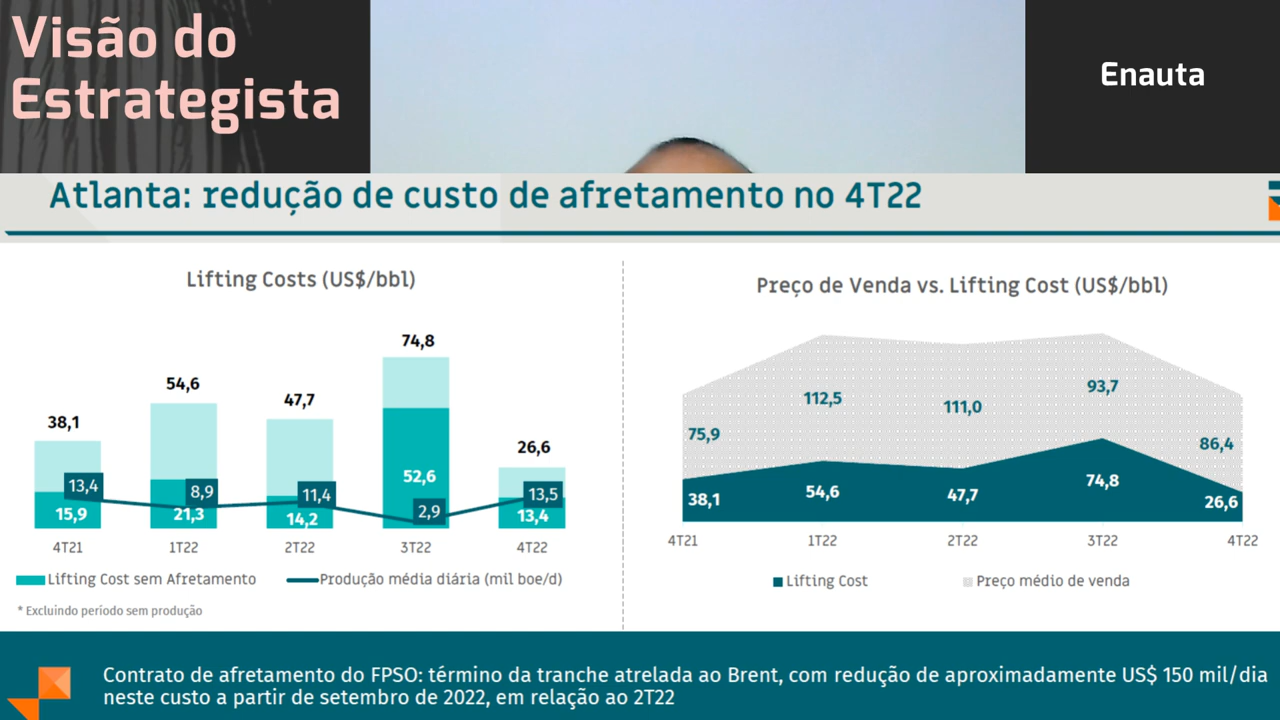 Visão do
Estrategista
Enauta
Atlanta: redução de custo de afretamento no 4T22
Lifting Costs (US$/bbl)
74,8
54,6
47,7
38,1
26,6
52,6
13,4
8,9
11,4
2,9
13,5
15,9
21,3
14,2
13,4
4T21
1T22
2T22
3T22
4T22
Lifting Cost sem Afretamento
Produção média diária (mil boe/d)
* Excluindo período sem produção
Preço de Venda vs. Lifting Cost (US$/bbl)
75,9
112,5
111,0
93,7
86,4
38,1
54,6
47,7
74,8
26,6
4T21
1T22
2T22
3T22
4T22
Lifting Cost
Preço médio de venda
Contrato de afretamento do FPSO: término da tranche atrelada ao Brent, com redução de aproximadamente US$ 150 mil/dia
neste custo a partir de setembro de 2022, em relação ao 2T22